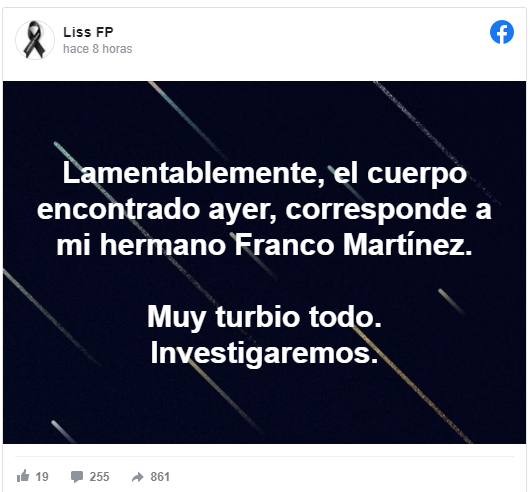 Liss FP
hace 8 horas
Lamentablemente, el cuerpo
encontrado ayer, corresponde a
mi hermano Franco Martínez.
Muy turbio todo.
Investigaremos.
19 255 861